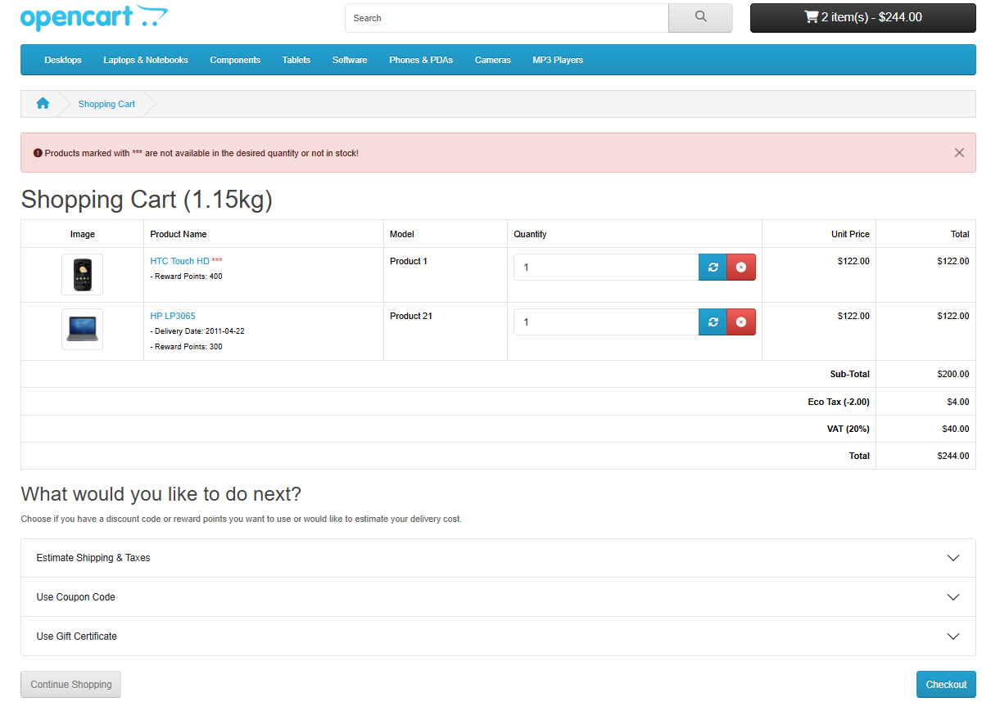 opencart
Search
2 item(s) - $244.00
Desktops Laptops & Notebooks Components Tablets Software Phones & PDAs Cameras MP3 Players
Shopping Cart
Products marked with *** are not available in the desired quantity or not in stock!
Shopping Cart (1.15kg)
Image Product Name Model Quantity Unit Price Total
HTC Touch HD *** Product 1 1 $122.00 $122.00
- Reward Points: 400
HP LP3065 Product 21 1 $122.00 $122.00
- Delivery Date: 2011-04-22
- Reward Points: 300
Sub-Total $200.00
Eco Tax (-2.00) $4.00
VAT (20%) $40.00
Total $244.00
What would you like to do next?
Choose if you have a discount code or reward points you want to use or would like to estimate your delivery cost.
Estimate Shipping & Taxes
Use Coupon Code
Use Gift Certificate
Continue Shopping Checkout